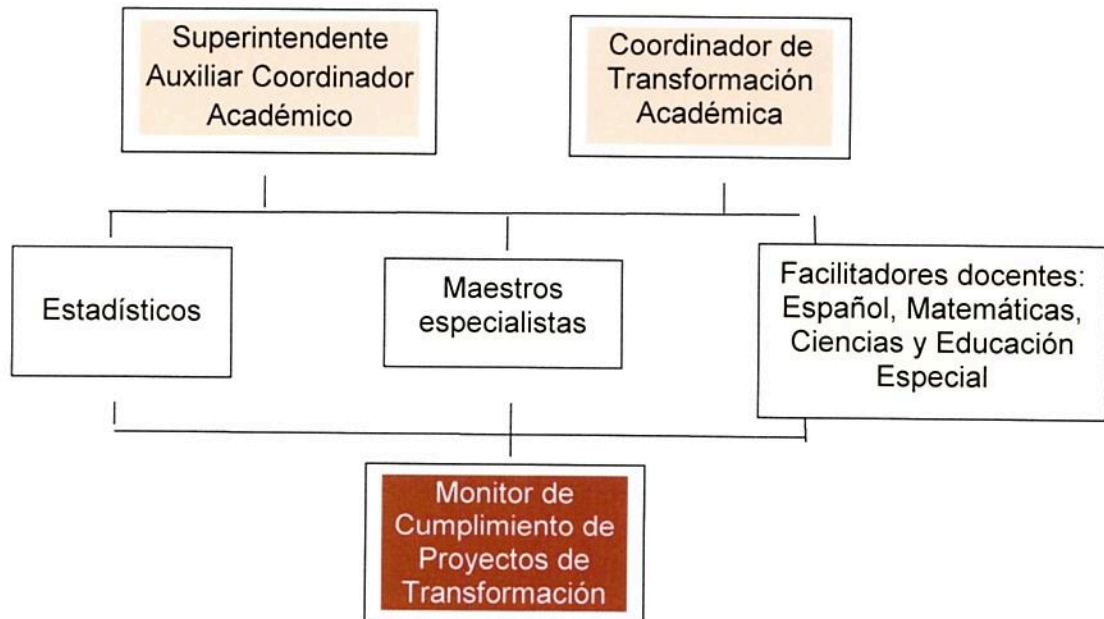 Superintendente
Auxiliar Coordinador
Académico
Coordinador de
Transformación
Académica
Estadísticos
Maestros
especialistas
Facilitadores docentes:
Español, Matemáticas,
Ciencias y Educación
Especial
Monitor de
Cumplimiento de
Proyectos de
Transformación